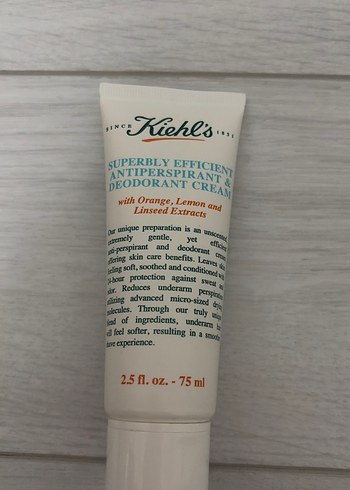 SINCE Kiehl's 1851
SUPERBLY EFFICIENT
ANTIPERSPIRANT &
DEODORANT CREAM
with Orange, Lemon and
Linseed Extracts
Our unique preparation is an unscented
extremely gentle, yet efficient
anti-perspirant and deodorant cream
offering skin care benefits. Leaves skin
feeling soft, soothed and conditioned with
24-hour protection against sweat and
odor. Reduces underarm perspiration
utilizing advanced micro-sized drying
molecules. Through our truly unique
blend of ingredients, underarm
will feel softer, resulting in a smooth
shave experience.
2.5 fl. oz. - 75 ml